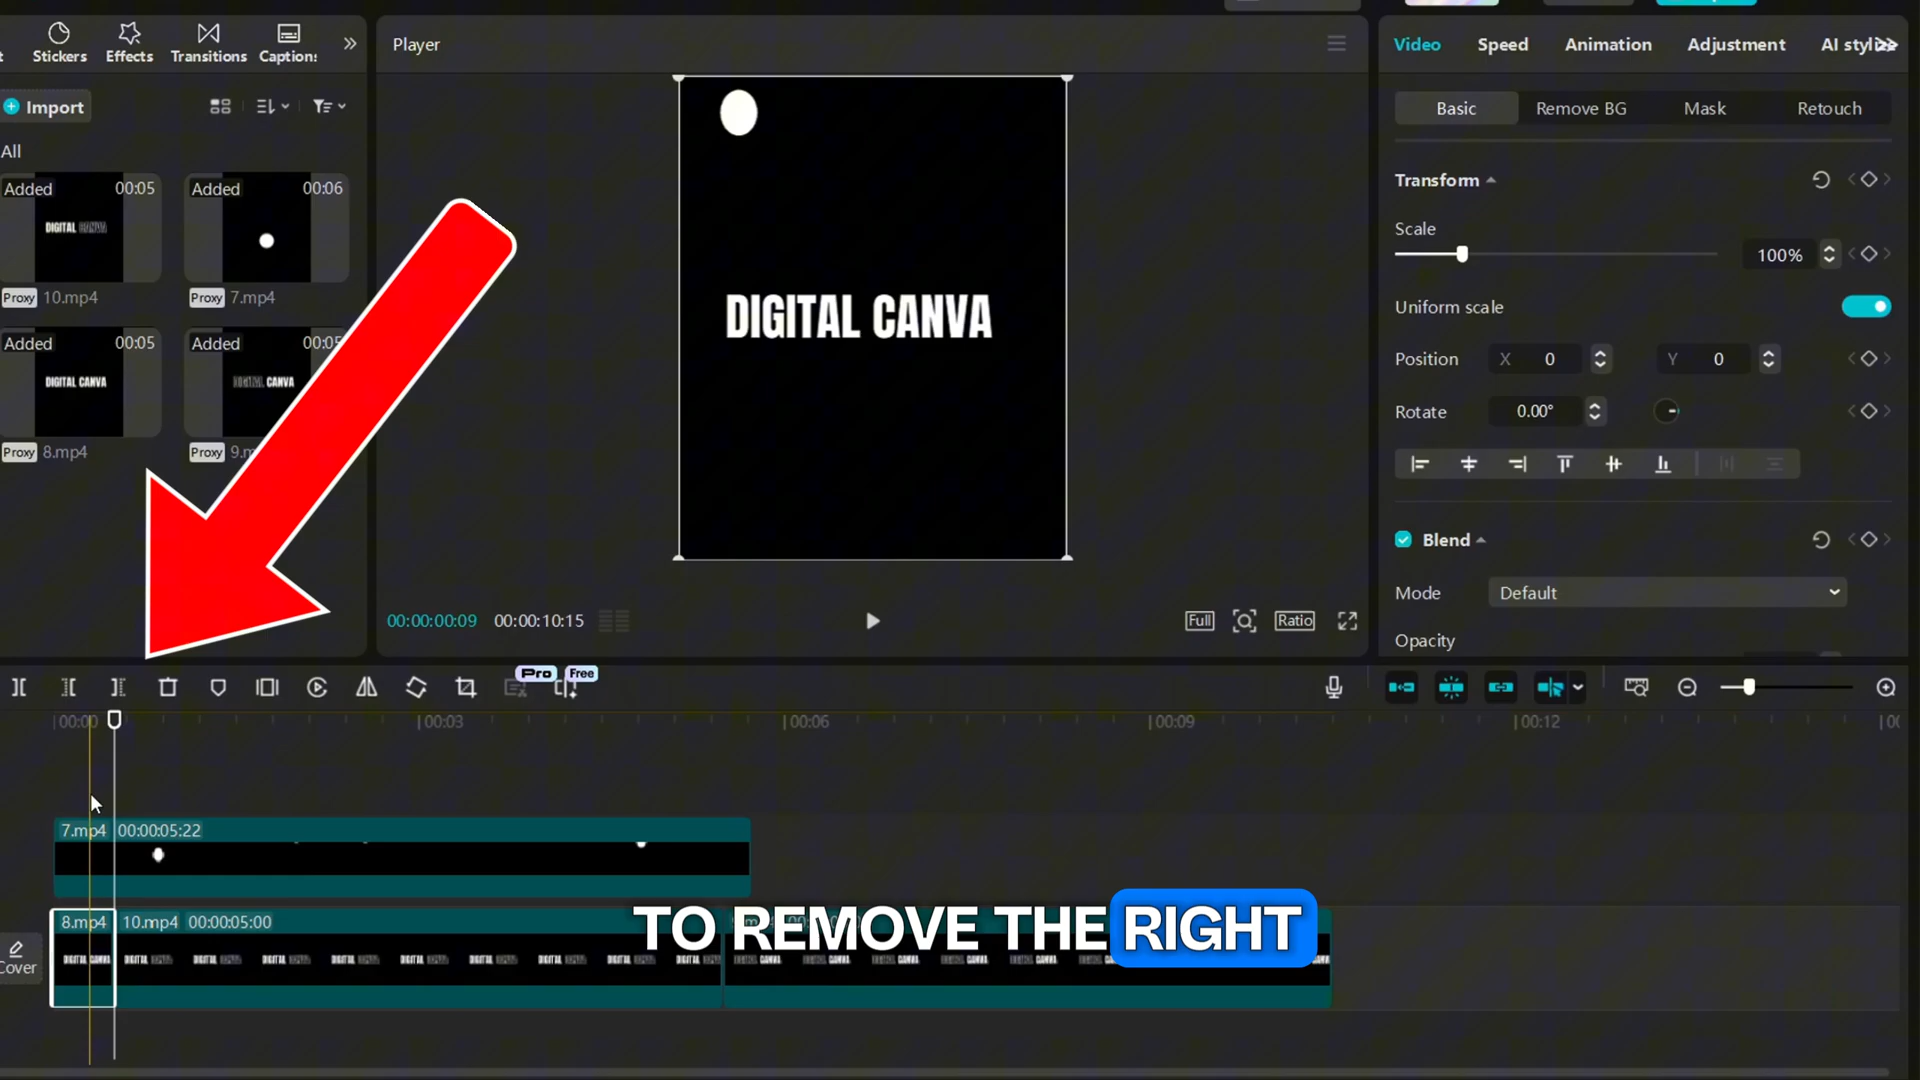 Stickers
Effects
Transitions
Player
Video
Speed
Animation
Adjustment
Import
Basic
Remove BG
Mask
Retouch
All
Added 00:05
DIGITAL
Proxy 10.mp4
Added 00:06
Proxy 7.mp4
Added 00:05
DIGITAL CANVA
Proxy 8.mp4
Added
CANVA
Proxy
DIGITAL CANVA
00:00:00:09 00:00:10:15
Full
Ratio
Transform
Scale
100%
Uniform scale
Position X 0 Y 0
Rotate 0.00°
Blend
Mode Default
Opacity
Pro
Free
00:00
00:03
00:06
00:09
00:12
7.mp4 00:00:05:22
8.mp4
10.mp4 00:00:05:00
Cover
TO REMOVE THE RIGHT